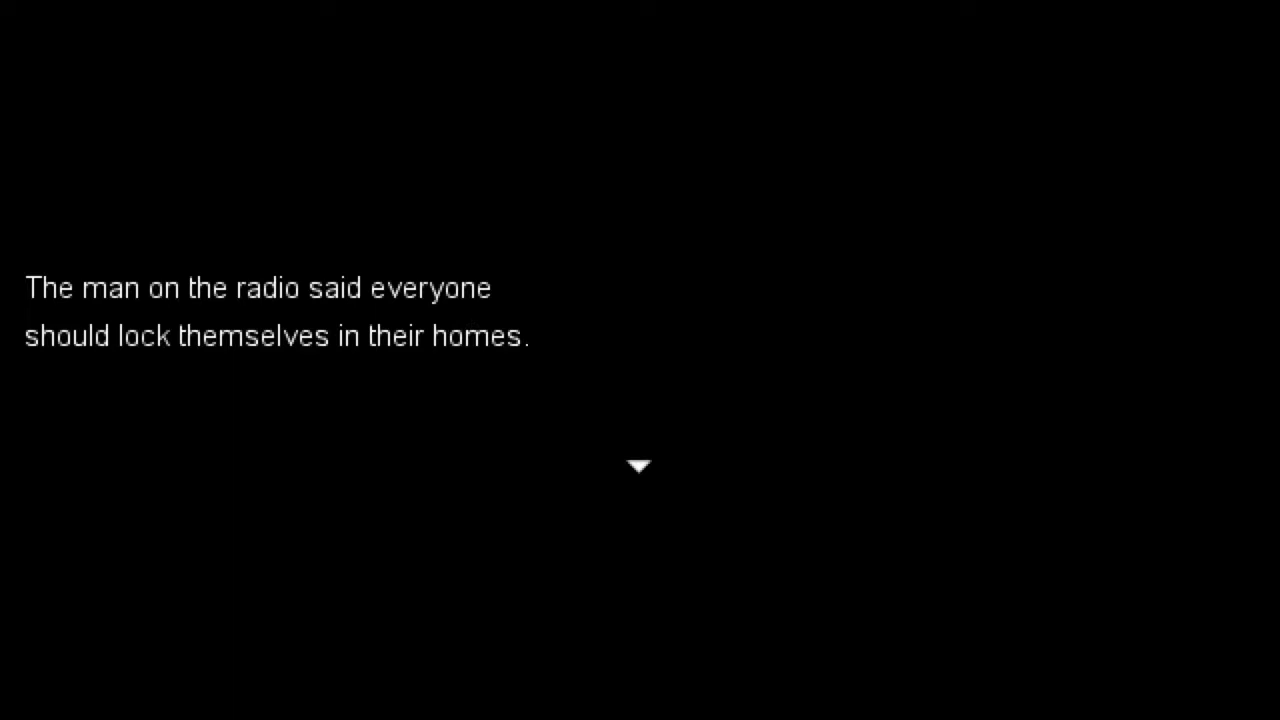 The man on the radio said everyone
should lock themselves in their homes.